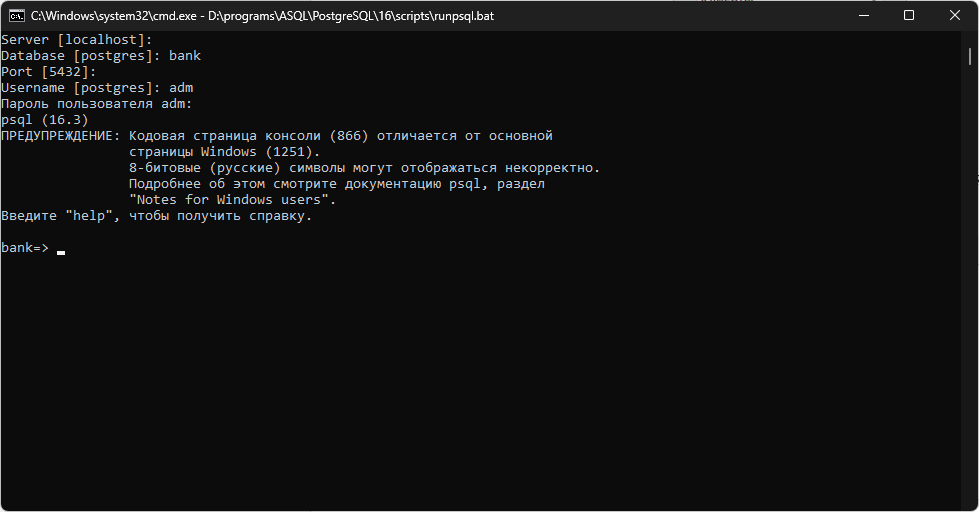 C:\Windows\system32\cmd.exe - D:\programs\ASQL\PostgreSQL\16\scripts\runpsql.bat
Server [localhost]:
Database [postgres]: bank
Port [5432]:
Username [postgres]: adm
Пароль пользователя adm:
psql (16.3)
ПРЕДУПРЕЖДЕНИЕ: Кодовая страница консоли (866) отличается от основной
страницы Windows (1251).
8-битовые (русские) символы могут отображаться некорректно.
Подробнее об этом смотрите документацию psql, раздел
"Notes for Windows users".
Введите "help", чтобы получить справку.
bank=>